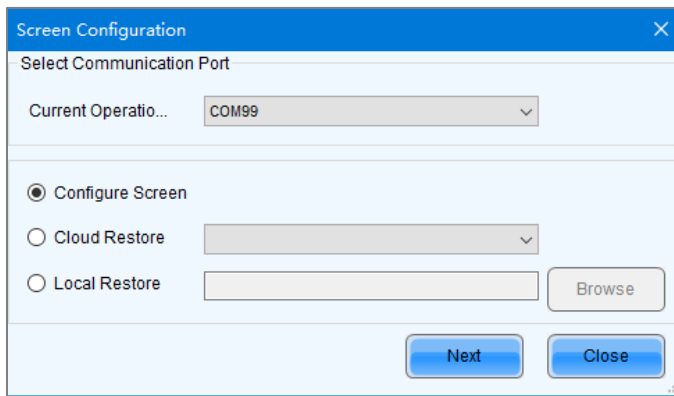 Screen Configuration
Select Communication Port
Current Operatio... COM99
Configure Screen
Cloud Restore
Local Restore Browse
Next Close